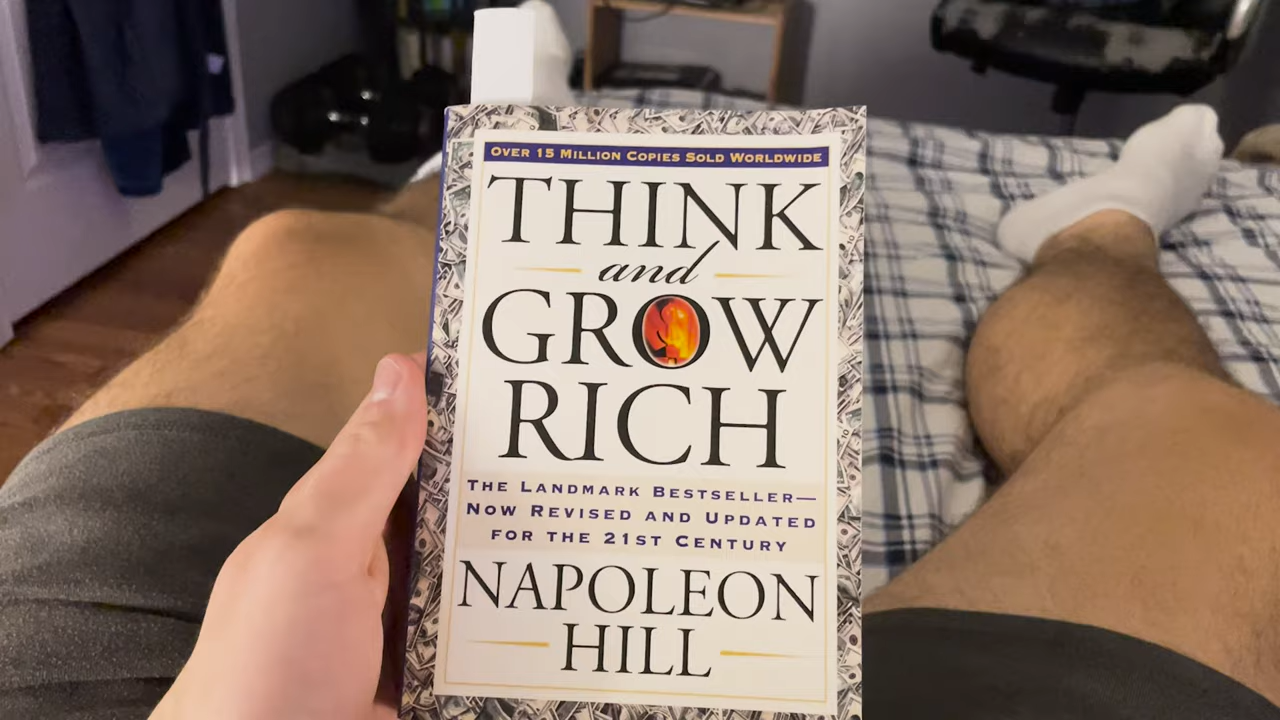 OVER 15 MILLION COPIES SOLD WORLDWIDE
THINK
and
GROW
RICH
THE LANDMARK BESTSELLER—
NOW REVISED AND UPDATED
FOR THE 21ST CENTURY
NAPOLEON
HILL